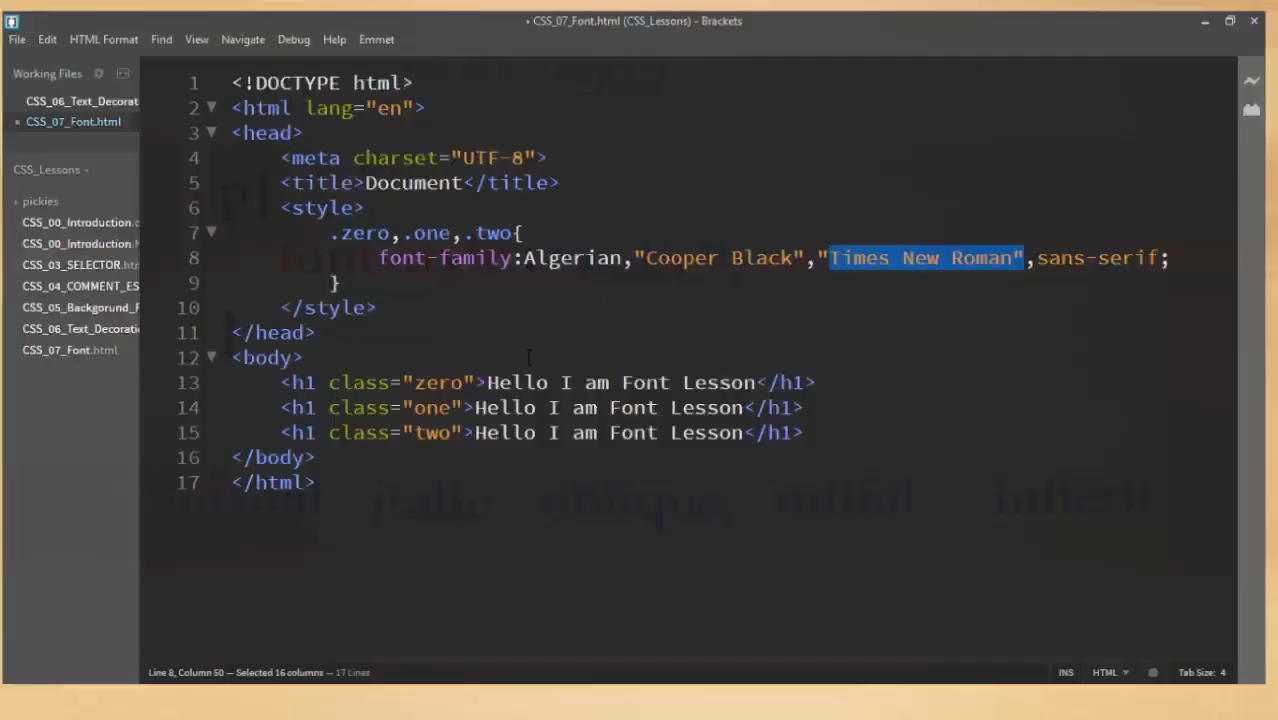 • CSS_07_Font.html (CSS_Lessons) - Brackets
File Edit HTML Format Find View Navigate Debug Help Emmet
Working Files
CSS_06_Text_Decorat
• CSS_07_Font.html
CSS_Lessons
pickies
CSS_00_Introduction.
CSS_00_Introduction.
CSS_03_SELECTOR.
CSS_04_COMMENT_ES
CSS_05_Backgorund_
CSS_06_Text_Decoratio
CSS_07_Font.html
1 <!DOCTYPE html>
2 <html lang="en">
3 <head>
4 <meta charset="UTF-8">
5 <title>Document</title>
6 <style>
7 .zero,.one,.two{
8 font-family:Algerian,"Cooper Black","Times New Roman",sans-serif;
9 }
10 </style>
11 </head>
12 <body>
13 <h1 class="zero">Hello I am Font Lesson</h1>
14 <h1 class="one">Hello I am Font Lesson</h1>
15 <h1 class="two">Hello I am Font Lesson</h1>
16 </body>
17 </html>
italic oblique initial inherit
Line 8, Column 50 — Selected 16 columns — 17 Lines
INS HTML Tab Size: 4